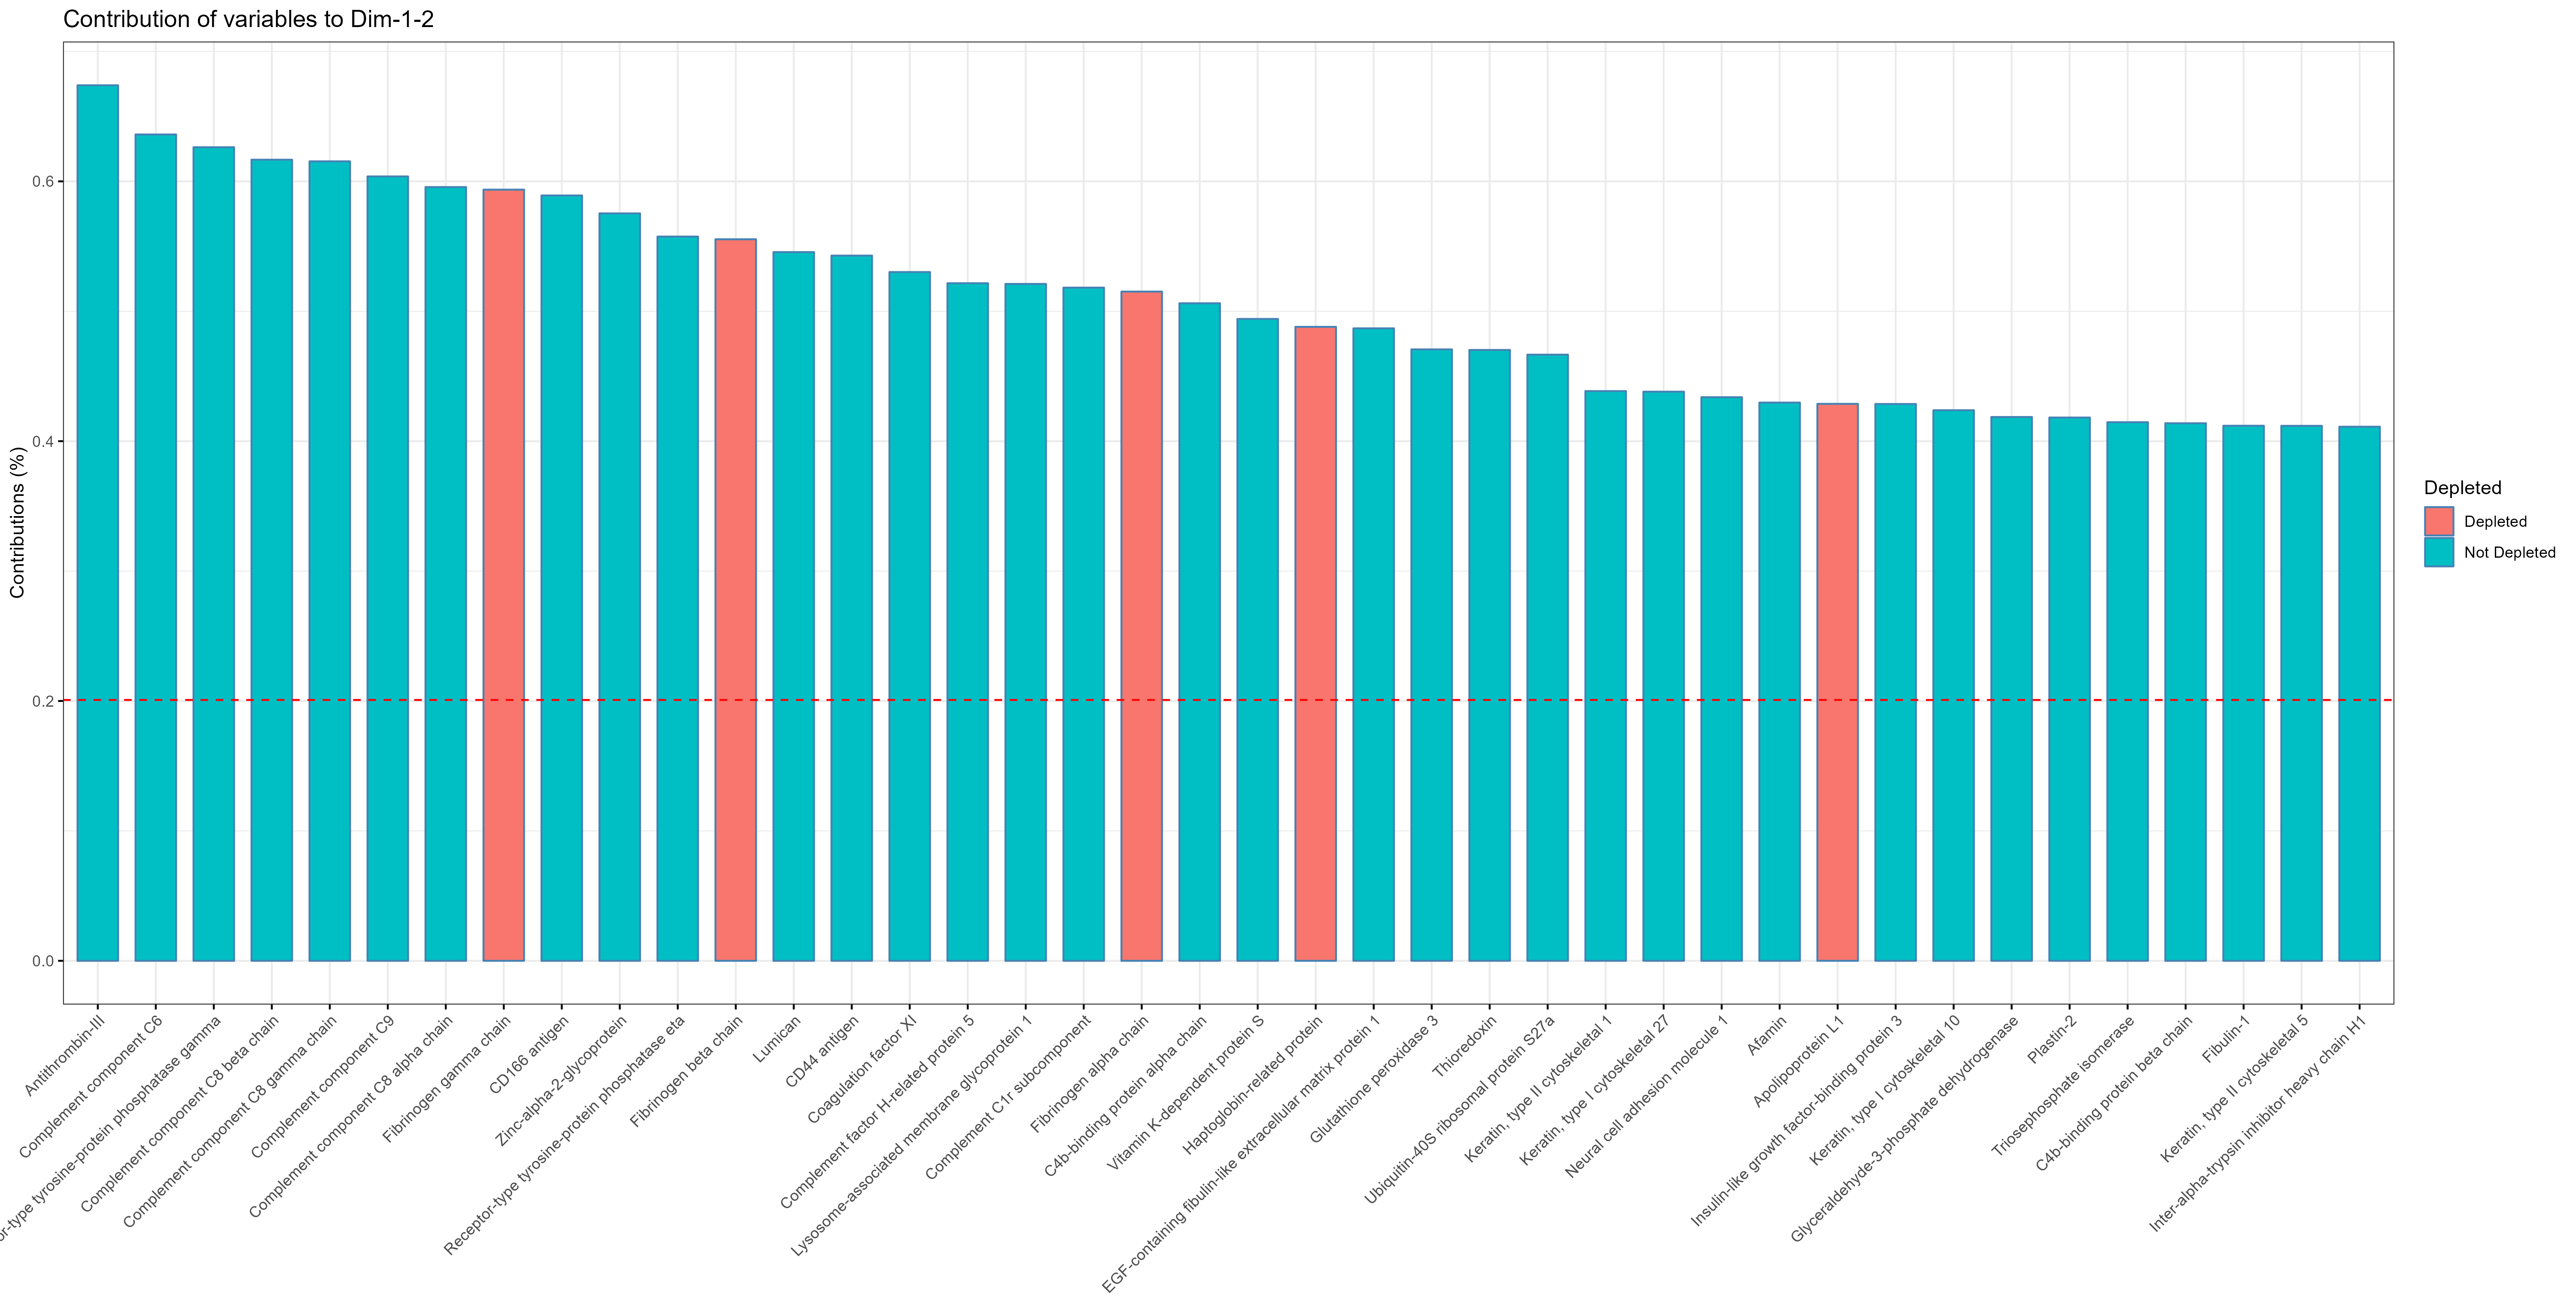 Contribution of variables to Dim-1-2
Contributions (%)
0.6
0.4
0.2
0.0
Antithrombin-III
Complement component C6
or-type tyrosine-protein phosphatase gamma
Complement component C8 beta chain
Complement component C8 gamma chain
Complement component C9
Complement component C8 alpha chain
Fibrinogen gamma chain
CD166 antigen
Zinc-alpha-2-glycoprotein
Receptor-type tyrosine-protein phosphatase eta
Fibrinogen beta chain
Lumican
CD44 antigen
Coagulation factor XI
Complement factor H-related protein 5
Lysosome-associated membrane glycoprotein 1
Complement C1r subcomponent
Fibrinogen alpha chain
C4b-binding protein alpha chain
Vitamin K-dependent protein S
Haptoglobin-related protein
EGF-containing fibulin-like extracellular matrix protein 1
Glutathione peroxidase 3
Thioredoxin
Ubiquitin-40S ribosomal protein S27a
Keratin, type II cytoskeletal 1
Keratin, type I cytoskeletal 27
Neural cell adhesion molecule 1
Afamin
Apolipoprotein L1
Insulin-like growth factor-binding protein 3
Keratin, type I cytoskeletal 10
Glyceraldehyde-3-phosphate dehydrogenase
Plastin-2
Triosephosphate isomerase
C4b-binding protein beta chain
Fibulin-1
Keratin, type II cytoskeletal 5
Inter-alpha-trypsin inhibitor heavy chain H1
Depleted
Depleted
Not Depleted